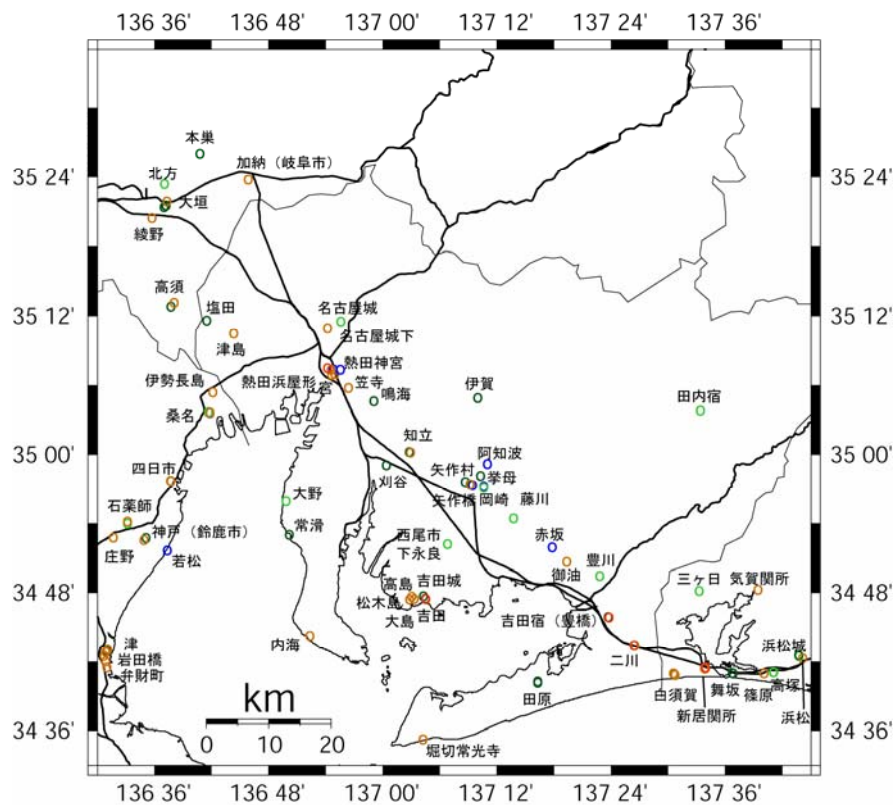 136 36' 136 48' 137 00' 137 12' 137 24' 137 36'
本巣
北方
加納（岐阜市）
35 24'
35 24'
大垣
綾野
高須
塩田
名古屋城
35 12'
35 12'
名古屋城下
津島
熱田神宮
伊勢長島
熱田浜屋形
宮
笠寺
鳴海
伊賀
田内宿
桑名
35 00'
35 00'
知立
阿知波
四日市
刈谷
矢作村
挙母
大野
矢作橋
岡崎
藤川
石薬師
神戸（鈴鹿市）
常滑
西尾市
下永良
赤坂
庄野
若松
御油
豊川
34 48'
34 48'
三ヶ日
気賀関所
高島
吉田城
松木島
大島
吉田
吉田宿（豊橋）
津
岩田橋
弁財町
内海
二川
浜松城
km
田原
白須賀
舞坂
篠原
高塚
新居関所
浜松
0 10 20
34 36'
34 36'
堀切常光寺
136 36' 136 48' 137 00' 137 12' 137 24' 137 36'